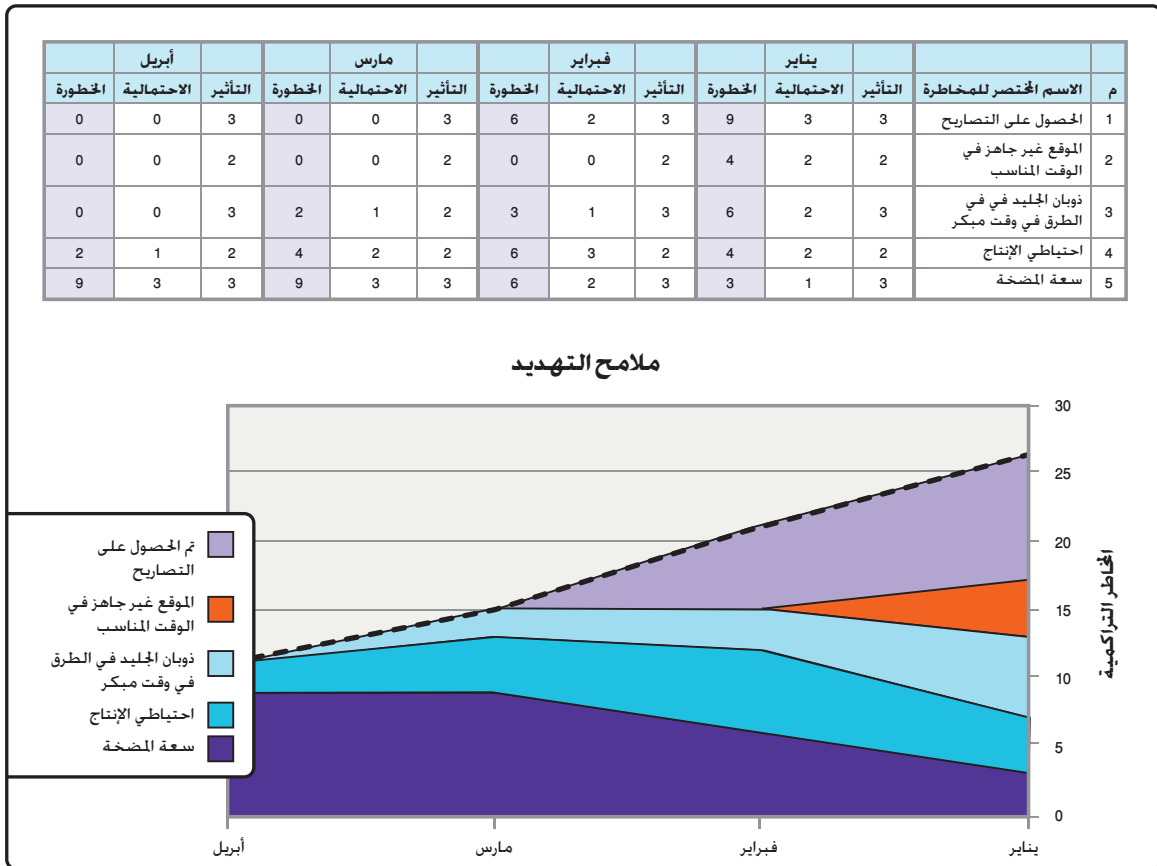 يناير فبراير مارس أبريل
م الاسم المختصر للمخاطرة التأثير الاحتمالية الخطورة التأثير الاحتمالية الخطورة التأثير الاحتمالية الخطورة التأثير الاحتمالية الخطورة
1 الحصول على التصاريح 3 3 9 3 2 6 3 0 0 3 0 0
2 الموقع غير جاهز في
الوقت المناسب 2 2 4 2 0 0 2 0 0 2 0 0
3 ذوبان الجليد في في
الطرق في وقت مبكر 3 2 6 3 1 3 2 1 2 3 0 0
4 احتياطي الإنتاج 2 2 4 2 3 6 2 2 4 2 1 2
5 سعة المضخة 3 1 3 3 2 6 3 3 9 3 3 9
ملامح التهديد
30
25
20
15
10
5
0
المخاطر التراكمية
تم الحصول على
التصاريح
الموقع غير جاهز في
الوقت المناسب
ذوبان الجليد في الطرق
في وقت مبكر
احتياطي الإنتاج
سعة المضخة
يناير فبراير مارس أبريل